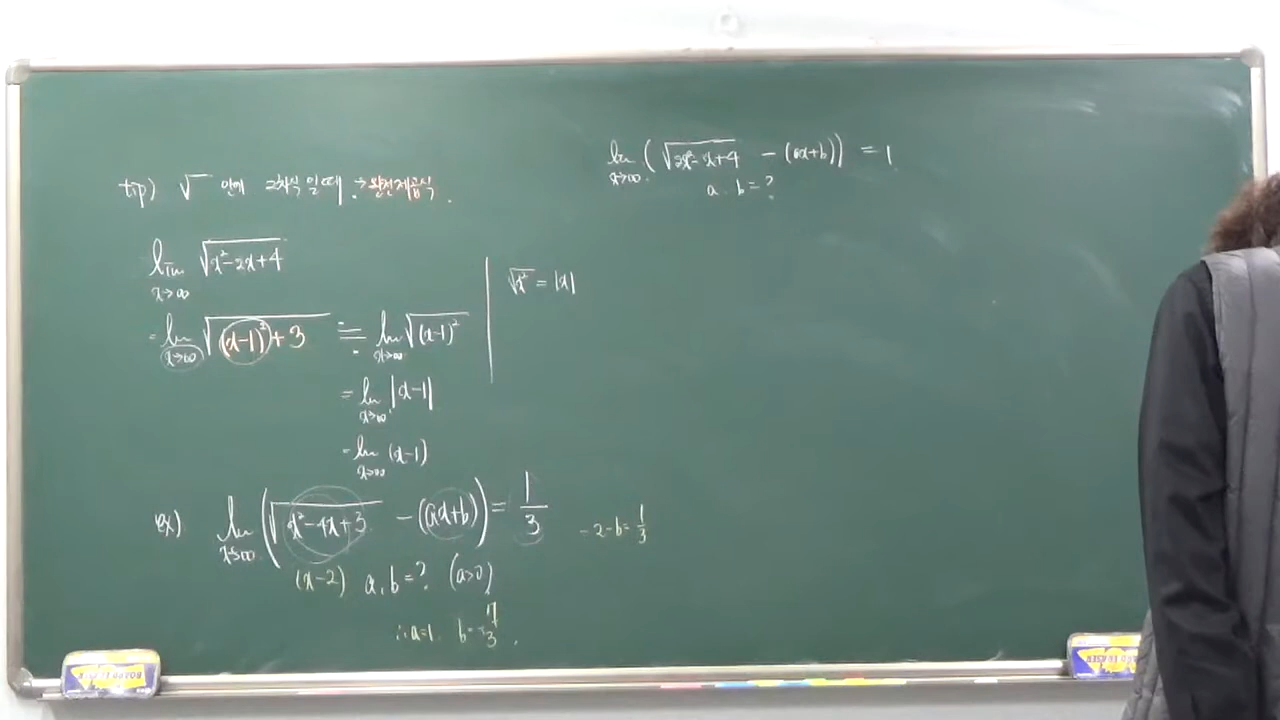 tip) √ 안에 2차식 일 때. → 완전제곱식.
lim x→∞ √(x²-2x+4)
= lim x→∞ √((x-1)²+3) ≒ lim x→∞ √((x-1)²)
= lim x→∞ |x-1|
= lim x→∞ (x-1)
√x² = |x|
ex) lim x→∞ (√(x²-4x+3) - (ax+b)) = 1/3
-2-b=1/3
(x-2) a, b=? (a>0)
∴ a=1. b=-7/3.
lim x→∞ (√(2x²-x+4) - (ax+b)) = 1
a, b=?